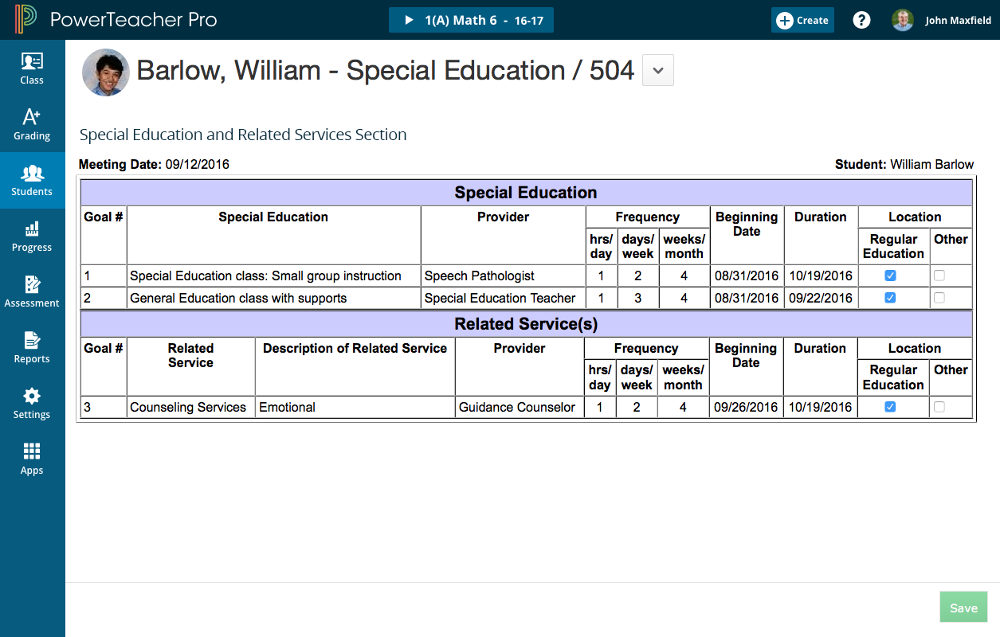 PowerTeacher Pro
1(A) Math 6 - 16-17
Create
?
John Maxfield
Class
A+
Grading
Students
Progress
Assessment
Reports
Settings
Apps
Barlow, William - Special Education / 504
Special Education and Related Services Section
Meeting Date: 09/12/2016 Student: William Barlow
Special Education
Goal # Special Education Provider Frequency Beginning Date Duration Location
hrs/ day days/ week weeks/ month Regular Education Other
1 Special Education class: Small group instruction Speech Pathologist 1 2 4 08/31/2016 10/19/2016
2 General Education class with supports Special Education Teacher 1 3 4 08/31/2016 09/22/2016
Related Service(s)
Goal # Related Service Description of Related Service Provider Frequency Beginning Date Duration Location
hrs/ day days/ week weeks/ month Regular Education Other
3 Counseling Services Emotional Guidance Counselor 1 2 4 09/26/2016 10/19/2016
Save